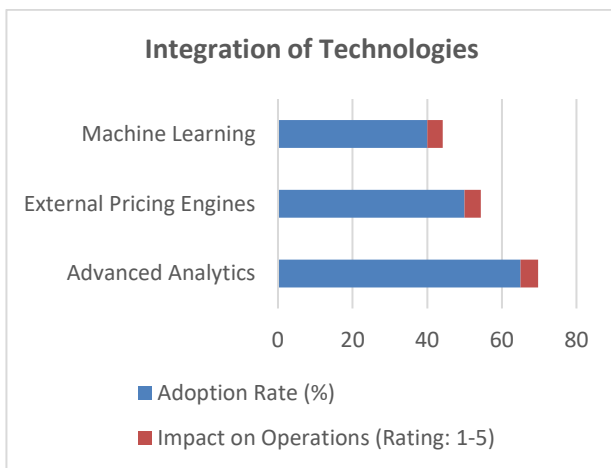 Integration of Technologies
Machine Learning
External Pricing Engines
Advanced Analytics
0 20 40 60 80
Adoption Rate (%)
Impact on Operations (Rating: 1-5)